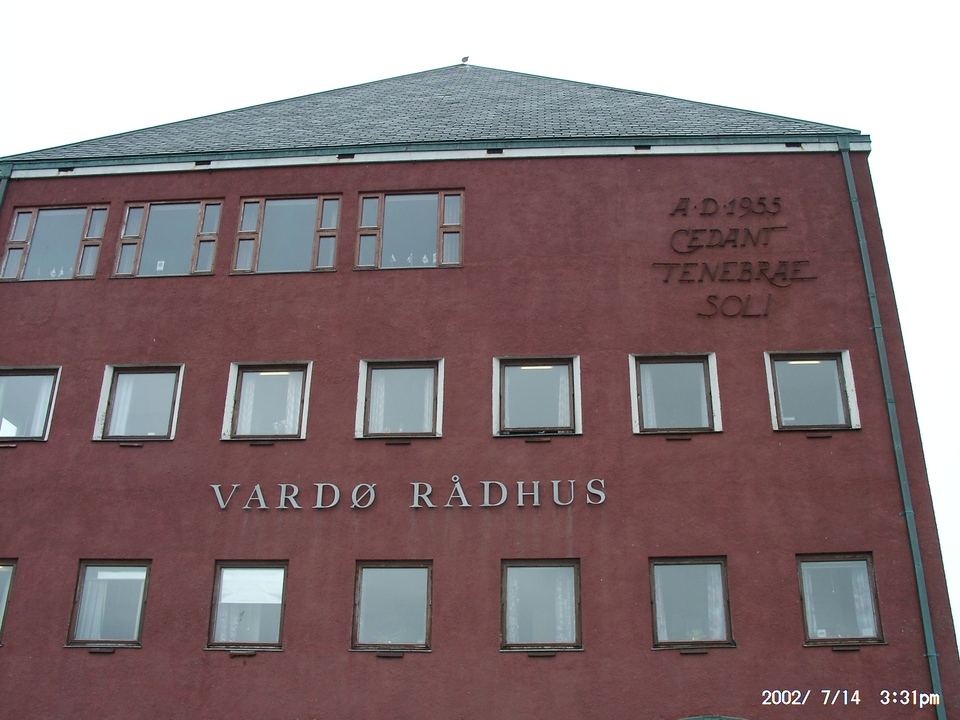 A·D·1955
CEDANT
TENEBRAE
SOLI
VARDØ RÅDHUS
2002/ 7/14 3:31pm